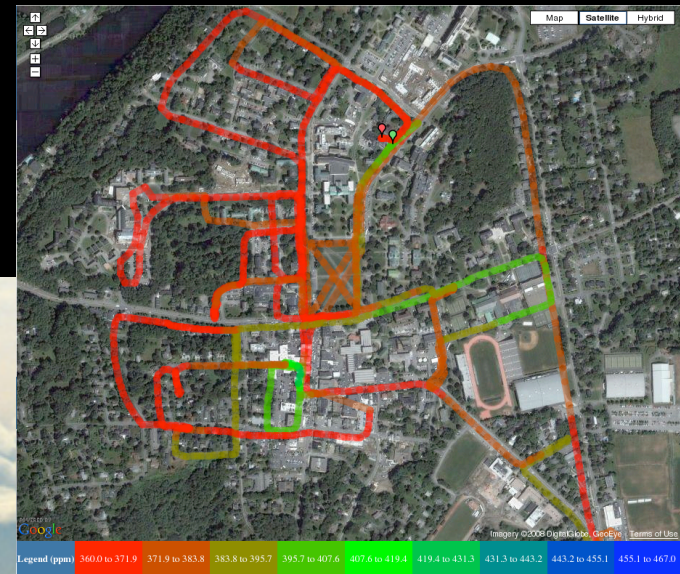 Map Satellite Hybrid
POWERED BY
Google
Imagery ©2008 DigitalGlobe, GeoEye - Terms of Use
Legend (ppm) 360.0 to 371.9 371.9 to 383.8 383.8 to 395.7 395.7 to 407.6 407.6 to 419.4 419.4 to 431.3 431.3 to 443.2 443.2 to 455.1 455.1 to 467.0